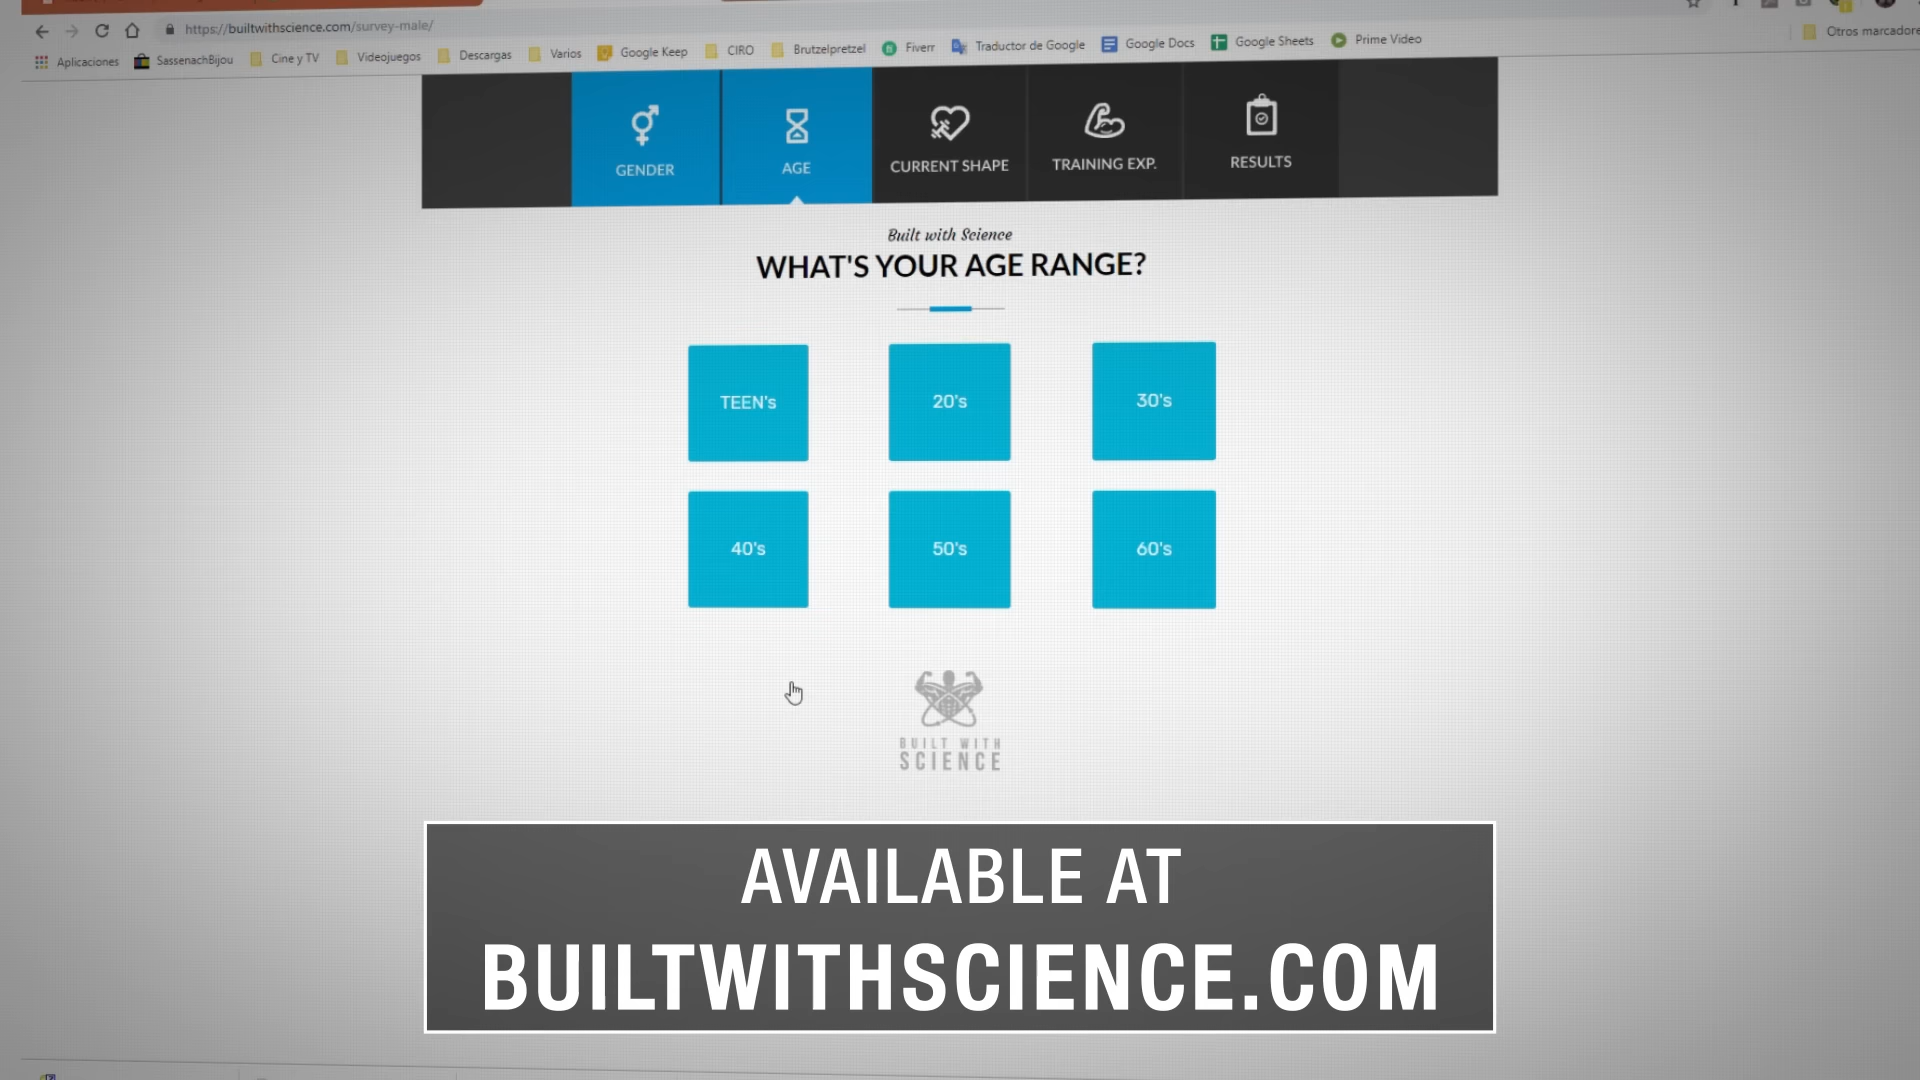 https://builtwithscience.com/survey-male/
Aplicaciones SassenachBijou Cine y TV Videojuegos Descargas Varios Google Keep CIRO Brutzelpretzel Fiverr Traductor de Google Google Docs Google Sheets Prime Video Otros marcadore
GENDER AGE CURRENT SHAPE TRAINING EXP. RESULTS
Built with Science
WHAT'S YOUR AGE RANGE?
TEEN's 20's 30's
40's 50's 60's
BUILT WITH
SCIENCE
AVAILABLE AT
BUILTWITHSCIENCE.COM